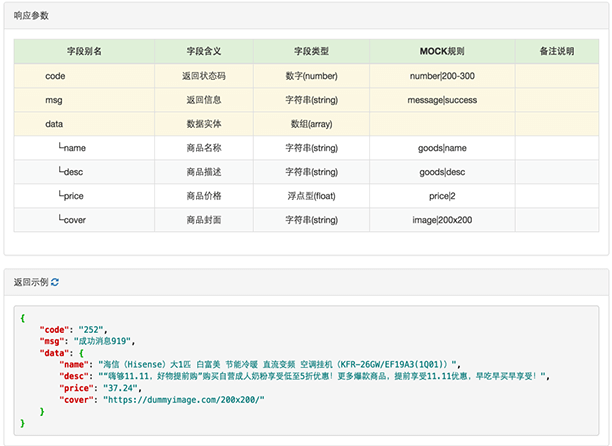 响应参数
字段别名 字段含义 字段类型 MOCK规则 备注说明
code 返回状态码 数字(number) number|200-300
msg 返回信息 字符串(string) message|success
data 数据实体 数组(array)
└name 商品名称 字符串(string) goods|name
└desc 商品描述 字符串(string) goods|desc
└price 商品价格 浮点型(float) price|2
└cover 商品封面 字符串(string) image|200x200
返回示例
{
"code": "252",
"msg": "成功消息919",
"data": {
"name": "海信（Hisense）大1匹 白富美 节能冷暖 直流变频 空调挂机（KFR-26GW/EF19A3(1Q01)）",
"desc": "“嗨够11.11，好物提前购”购买自营成人奶粉享受低至5折优惠！更多爆款商品，提前享受11.11优惠，早吃早买早享受！",
"price": "37.24",
"cover": "https://dummyimage.com/200x200/"
}
}